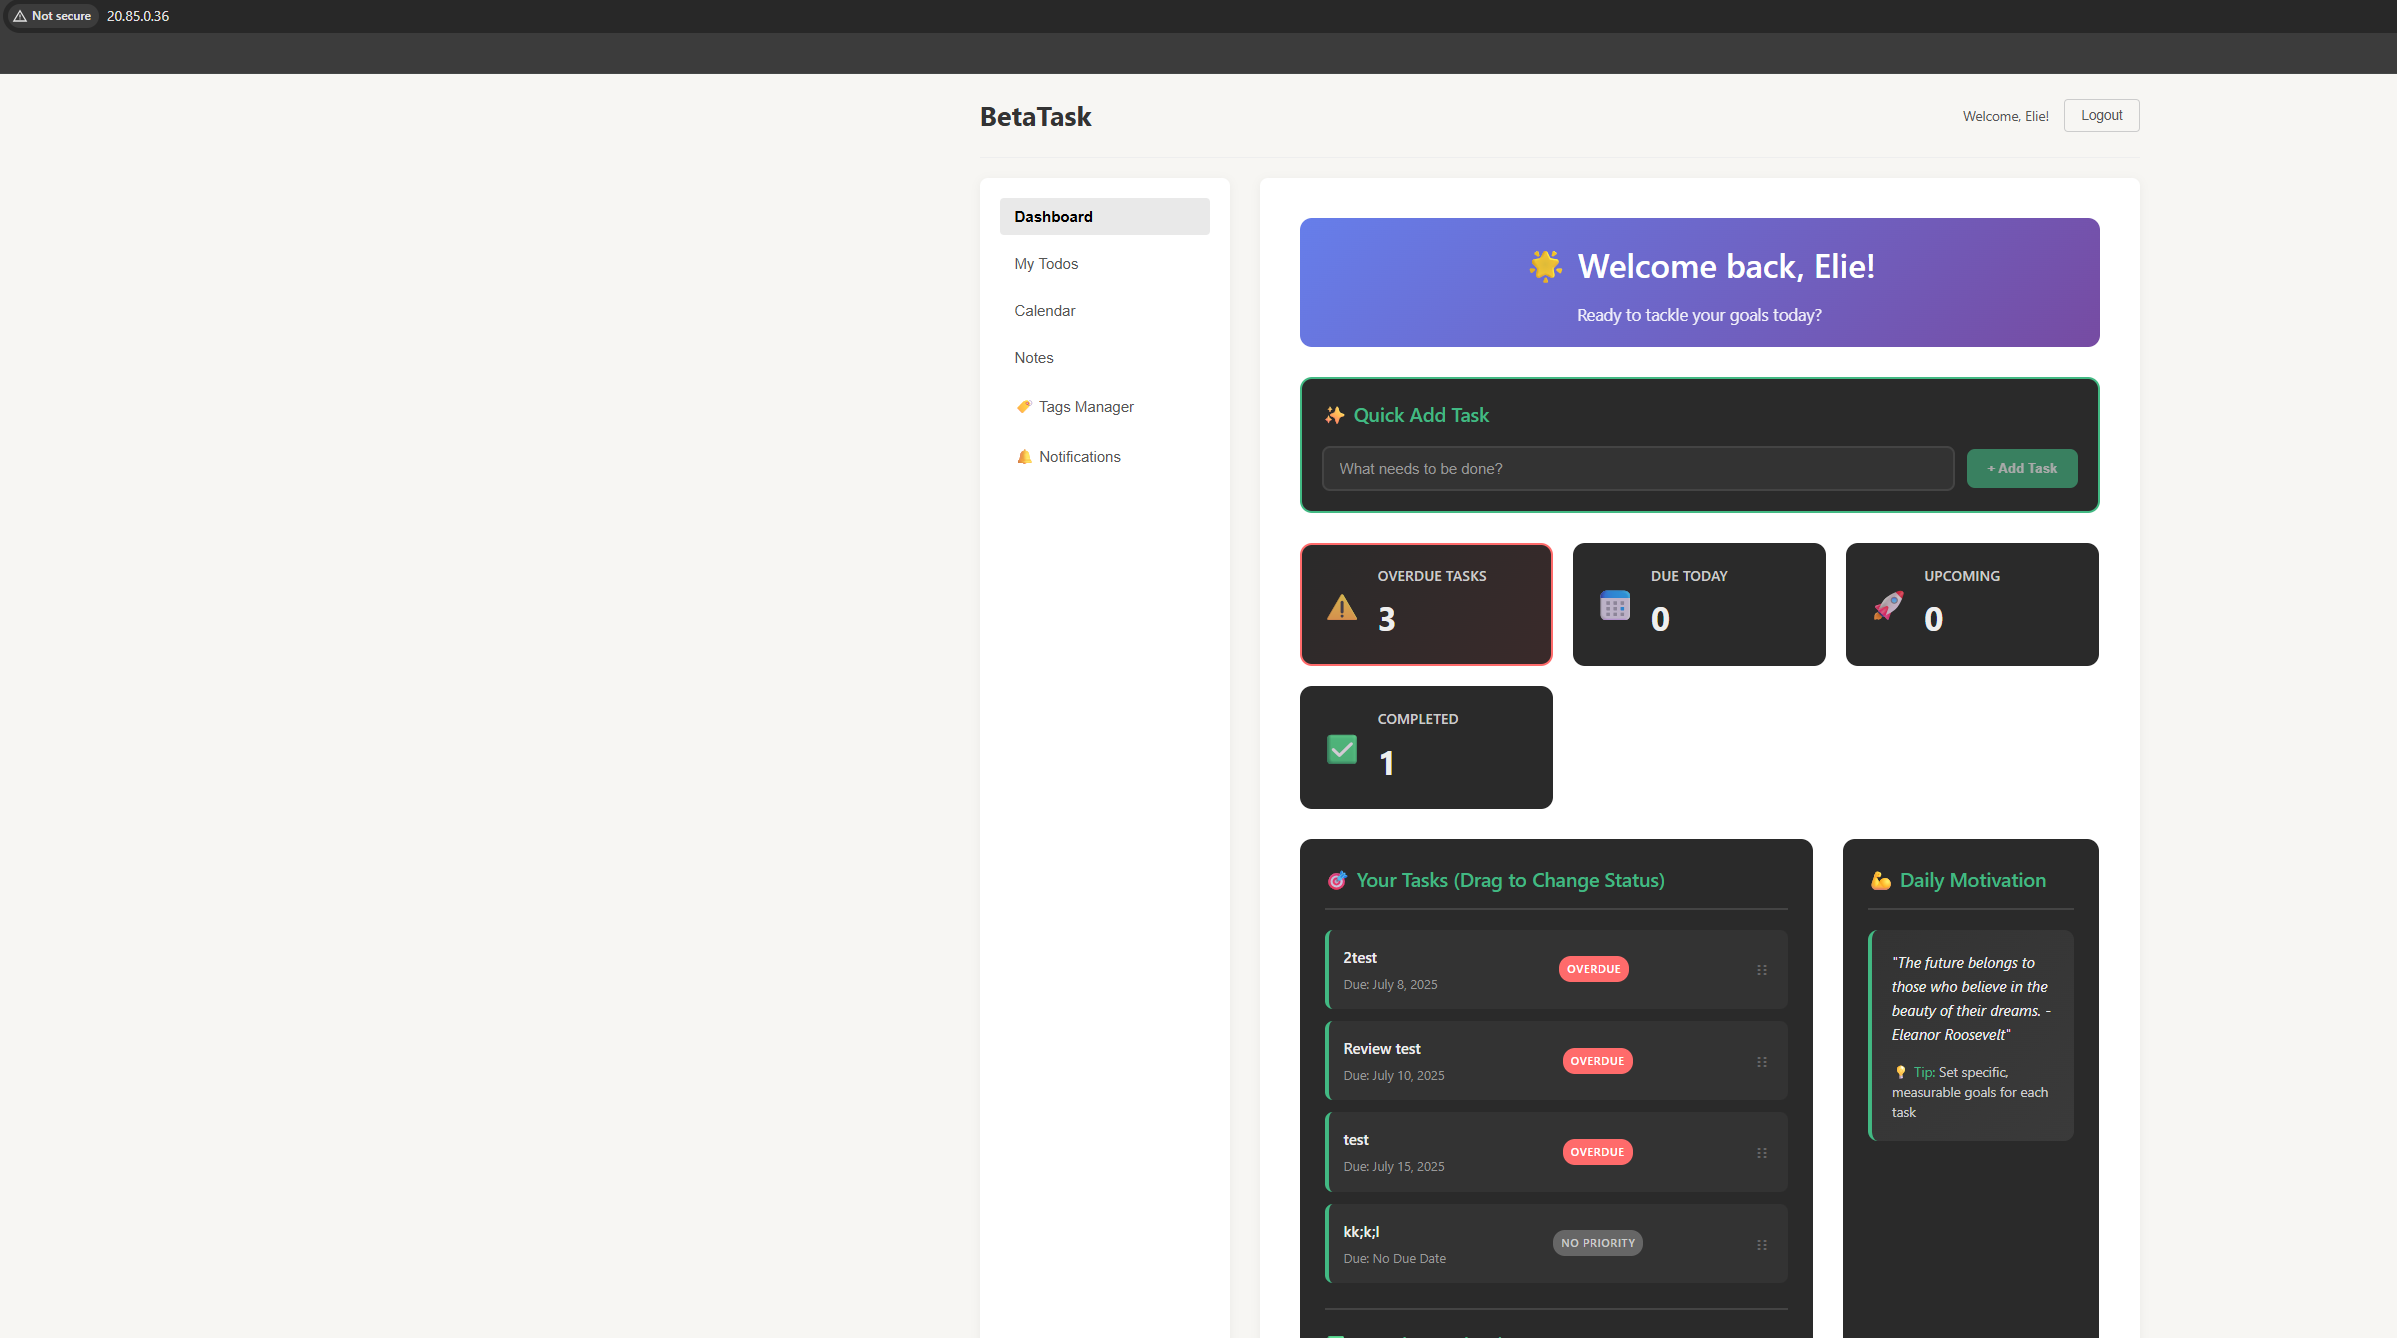 Not secure 20.85.0.36
BetaTask
Welcome, Elie! Logout
Dashboard
My Todos
Calendar
Notes
Tags Manager
Notifications
Welcome back, Elie!
Ready to tackle your goals today?
Quick Add Task
What needs to be done?
+ Add Task
OVERDUE TASKS
3
DUE TODAY
0
UPCOMING
0
COMPLETED
1
Your Tasks (Drag to Change Status)
2test
Due: July 8, 2025
OVERDUE
Review test
Due: July 10, 2025
OVERDUE
test
Due: July 15, 2025
OVERDUE
kk;k;l
Due: No Due Date
NO PRIORITY
Daily Motivation
"The future belongs to
those who believe in the
beauty of their dreams. -
Eleanor Roosevelt"
Tip: Set specific,
measurable goals for each
task